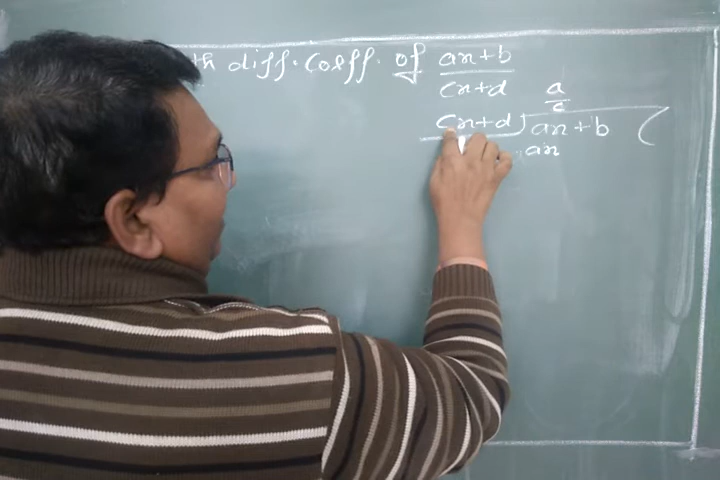 th diff. Coeff. of ax+b
cx+d
a
c
cx+d) ax+b (
ax